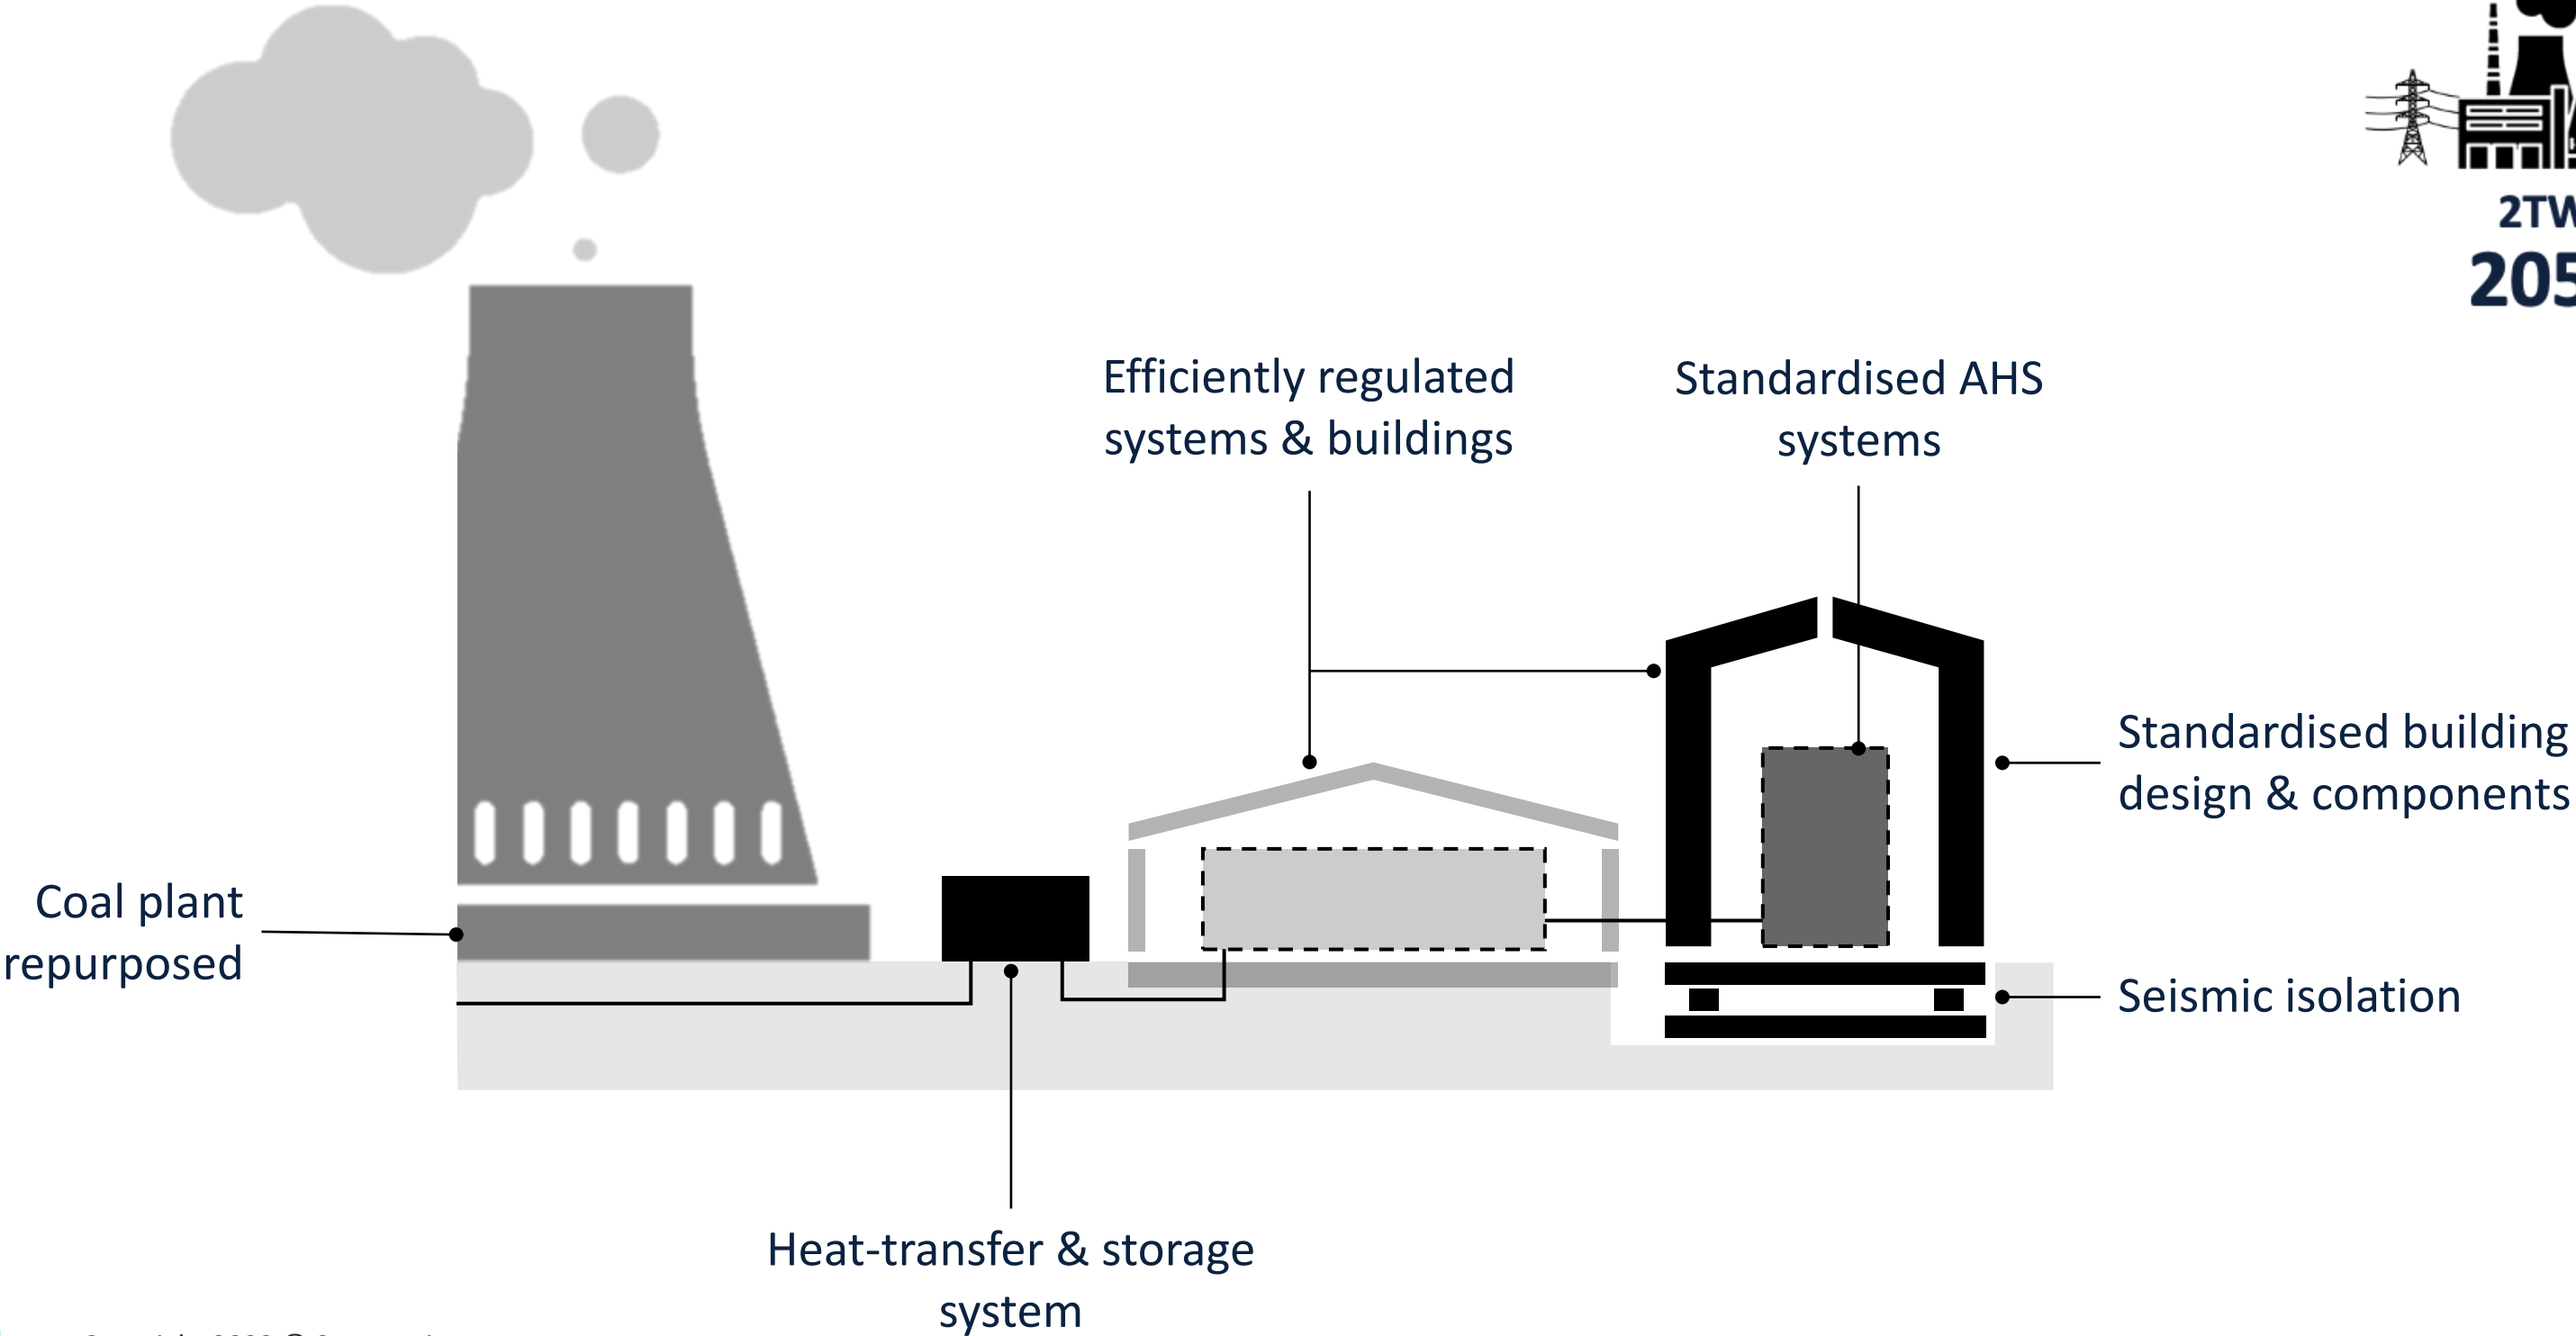 2TW
205
Efficiently regulated
systems & buildings
Standardised AHS
systems
Standardised building
design & components
Coal plant
repurposed
Seismic isolation
Heat-transfer & storage
system